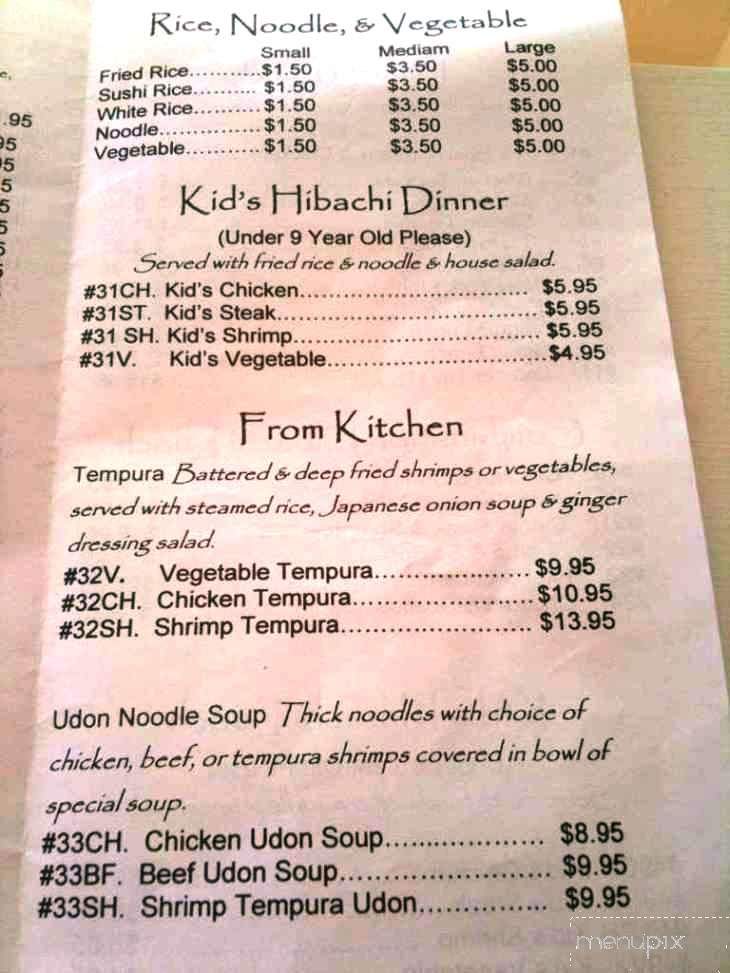 Rice, Noodle, & Vegetable
Small Mediam Large
Fried Rice...........$1.50 $3.50 $5.00
Sushi Rice.......... $1.50 $3.50 $5.00
White Rice.......... $1.50 $3.50 $5.00
Noodle................ $1.50 $3.50 $5.00
Vegetable........... $1.50 $3.50 $5.00
Kid's Hibachi Dinner
(Under 9 Year Old Please)
Served with fried rice & noodle & house salad.
#31CH. Kid's Chicken.................................. $5.95
#31ST. Kid's Steak...................................... $5.95
#31 SH. Kid's Shrimp................................... $5.95
#31V. Kid's Vegetable................................$4.95
From Kitchen
Tempura Battered & deep fried shrimps or vegetables,
served with steamed rice, Japanese onion soup & ginger
dressing salad.
#32V. Vegetable Tempura...................... $9.95
#32CH. Chicken Tempura.........................$10.95
#32SH. Shrimp Tempura.......................... $13.95
Udon Noodle Soup Thick noodles with choice of
chicken, beef, or tempura shrimps covered in bowl of
special soup.
#33CH. Chicken Udon Soup.................... $8.95
#33BF. Beef Udon Soup.......................... $9.95
#33SH. Shrimp Tempura Udon................ $9.95
menupix